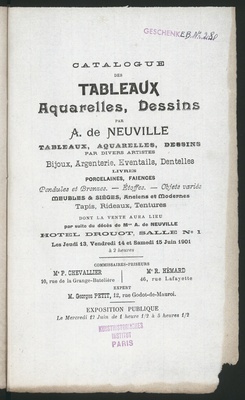 GESCHENK
CATALOGUE
DES
TABLEAUX
Aquarelles, Dessins
PAR
A. de NEUVILLE
TABLEAUX, AQUARELLES, DESSINS
PAR DIVERS ARTISTES
Bijoux, Argenterie, Eventails, Dentelles
LIVRES
PORCELAINES, FAIENCES
Pendules et Bronzes. — Étoffes. — Objets variés
MEUBLES & SIÈGES, Anciens et Modernes
Tapis, Rideaux, Tentures
DONT LA VENTE AURA LIEU
par suite du décès de Mme A. de NEUVILLE
HOTEL DROUOT, SALLE No 1
Les Jeudi 13, Vendredi 14 et Samedi 15 Juin 1901
à 2 heures
COMMISSAIRES-PRISEURS
Me P. CHEVALLIER
10, rue de la Grange-Batelière
Me R. HÉMARD
46, rue Lafayette
EXPERT
M. Georges PETIT, 12, rue Godot-de-Mauroi.
EXPOSITION PUBLIQUE
Le Mercredi 12 Juin de 1 heure 1/2 à 5 heures 1/2
KUNSTHISTORISCHES
INSTITUT
PARIS